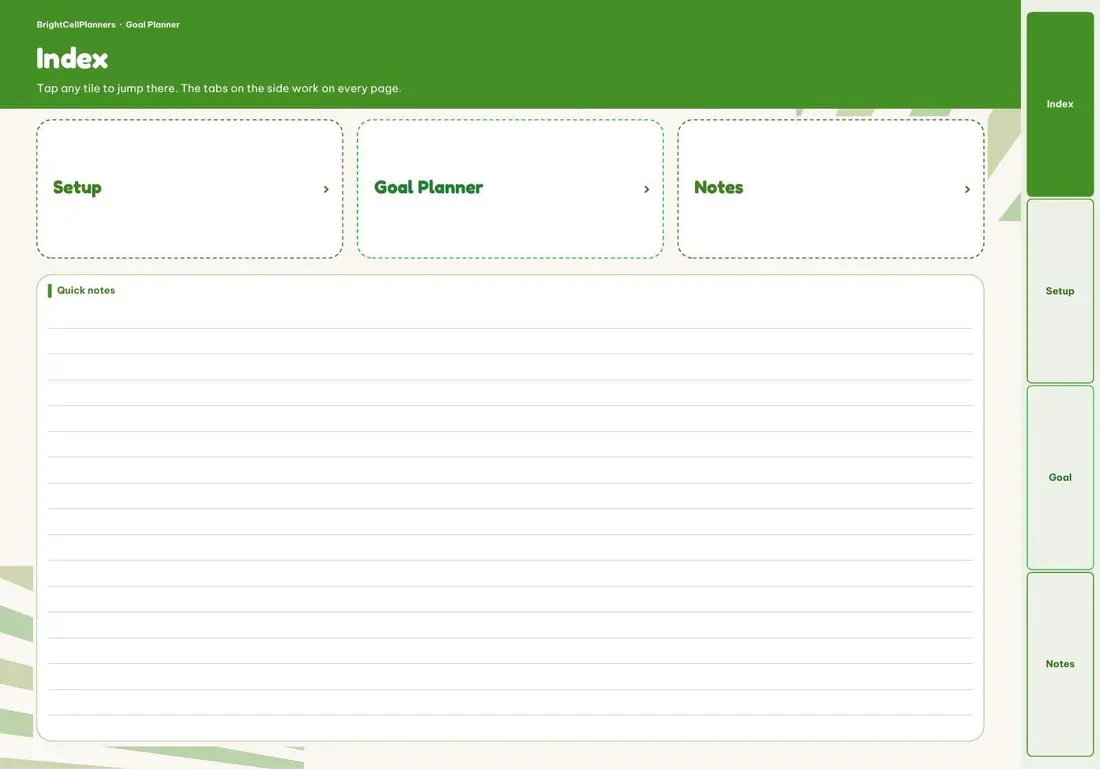 BrightCellPlanners · Goal Planner
Index
Tap any tile to jump there. The tabs on the side work on every page.
Setup ›
Goal Planner ›
Notes ›
Quick notes
Index
Setup
Goal
Notes